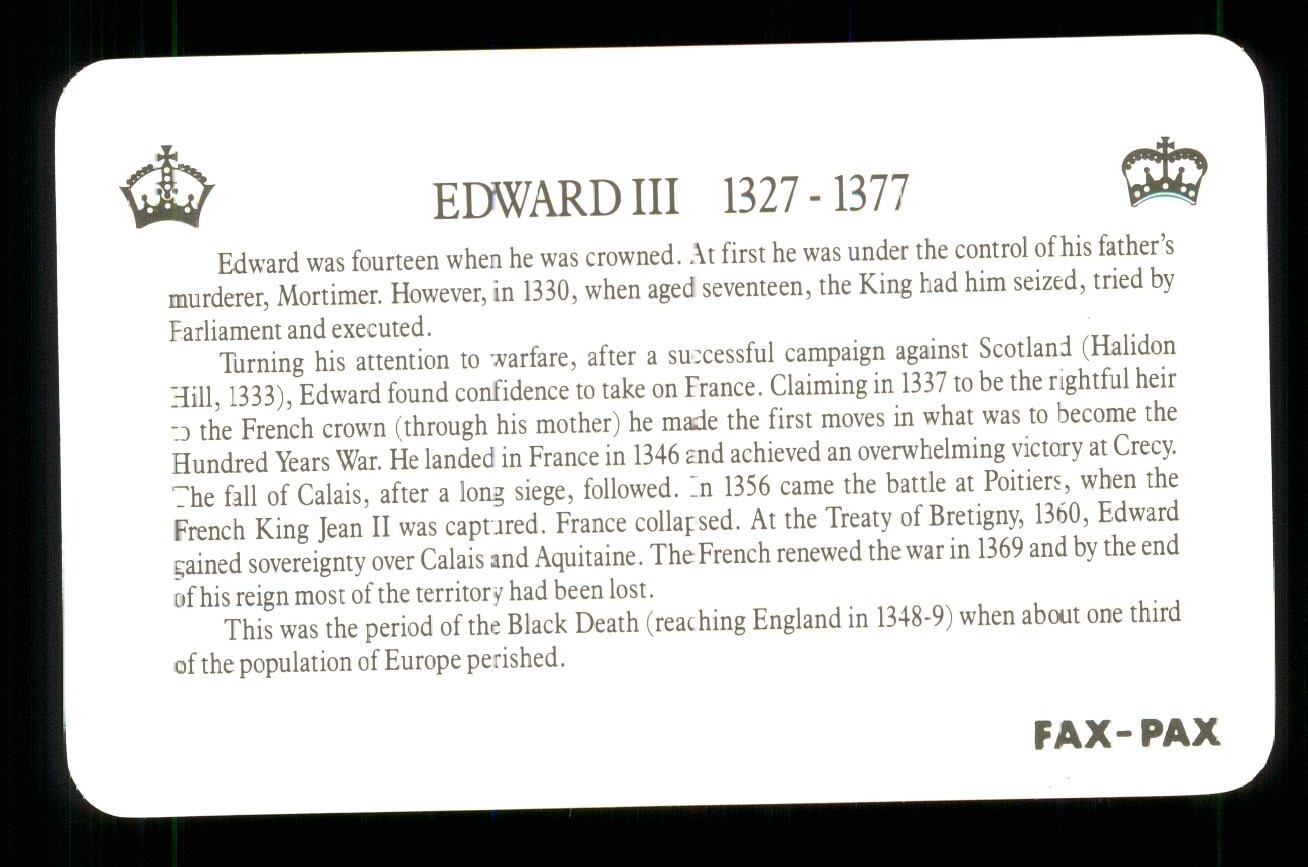 EDWARD III 1327 - 1377
Edward was fourteen when he was crowned. At first he was under the control of his father's
murderer, Mortimer. However, in 1330, when aged seventeen, the King had him seized, tried by
Parliament and executed.
Turning his attention to warfare, after a successful campaign against Scotland (Halidon
Hill, 1333), Edward found confidence to take on France. Claiming in 1337 to be the rightful heir
to the French crown (through his mother) he made the first moves in what was to become the
Hundred Years War. He landed in France in 1346 and achieved an overwhelming victory at Crecy.
The fall of Calais, after a long siege, followed. In 1356 came the battle at Poitiers, when the
French King Jean II was captured. France collapsed. At the Treaty of Bretigny, 1360, Edward
gained sovereignty over Calais and Aquitaine. The French renewed the war in 1369 and by the end
of his reign most of the territory had been lost.
This was the period of the Black Death (reaching England in 1348-9) when about one third
of the population of Europe perished.
FAX-PAX